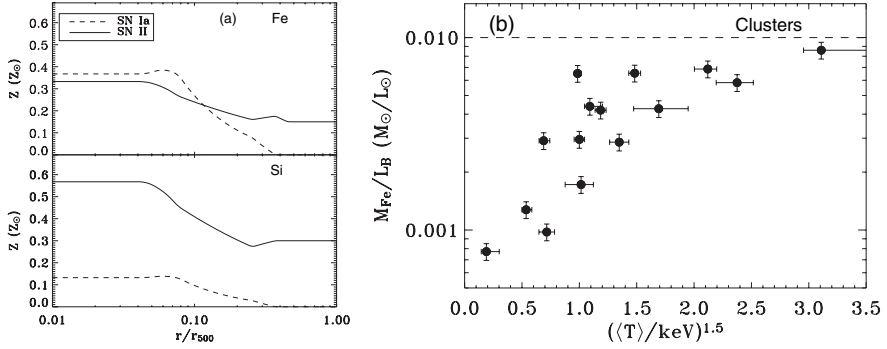 (a)
Fe
SN Ia
SN II
Z (Z⊙)
0.6
0.5
0.4
0.3
0.2
0.1
0.0
Si
Z (Z⊙)
0.6
0.5
0.4
0.3
0.2
0.1
0.0
0.01 0.10 1.00
r/r500
(b)
Clusters
MFe/LB (M⊙/L⊙)
0.010
0.001
0.0 0.5 1.0 1.5 2.0 2.5 3.0 3.5
(⟨T⟩/keV)^1.5